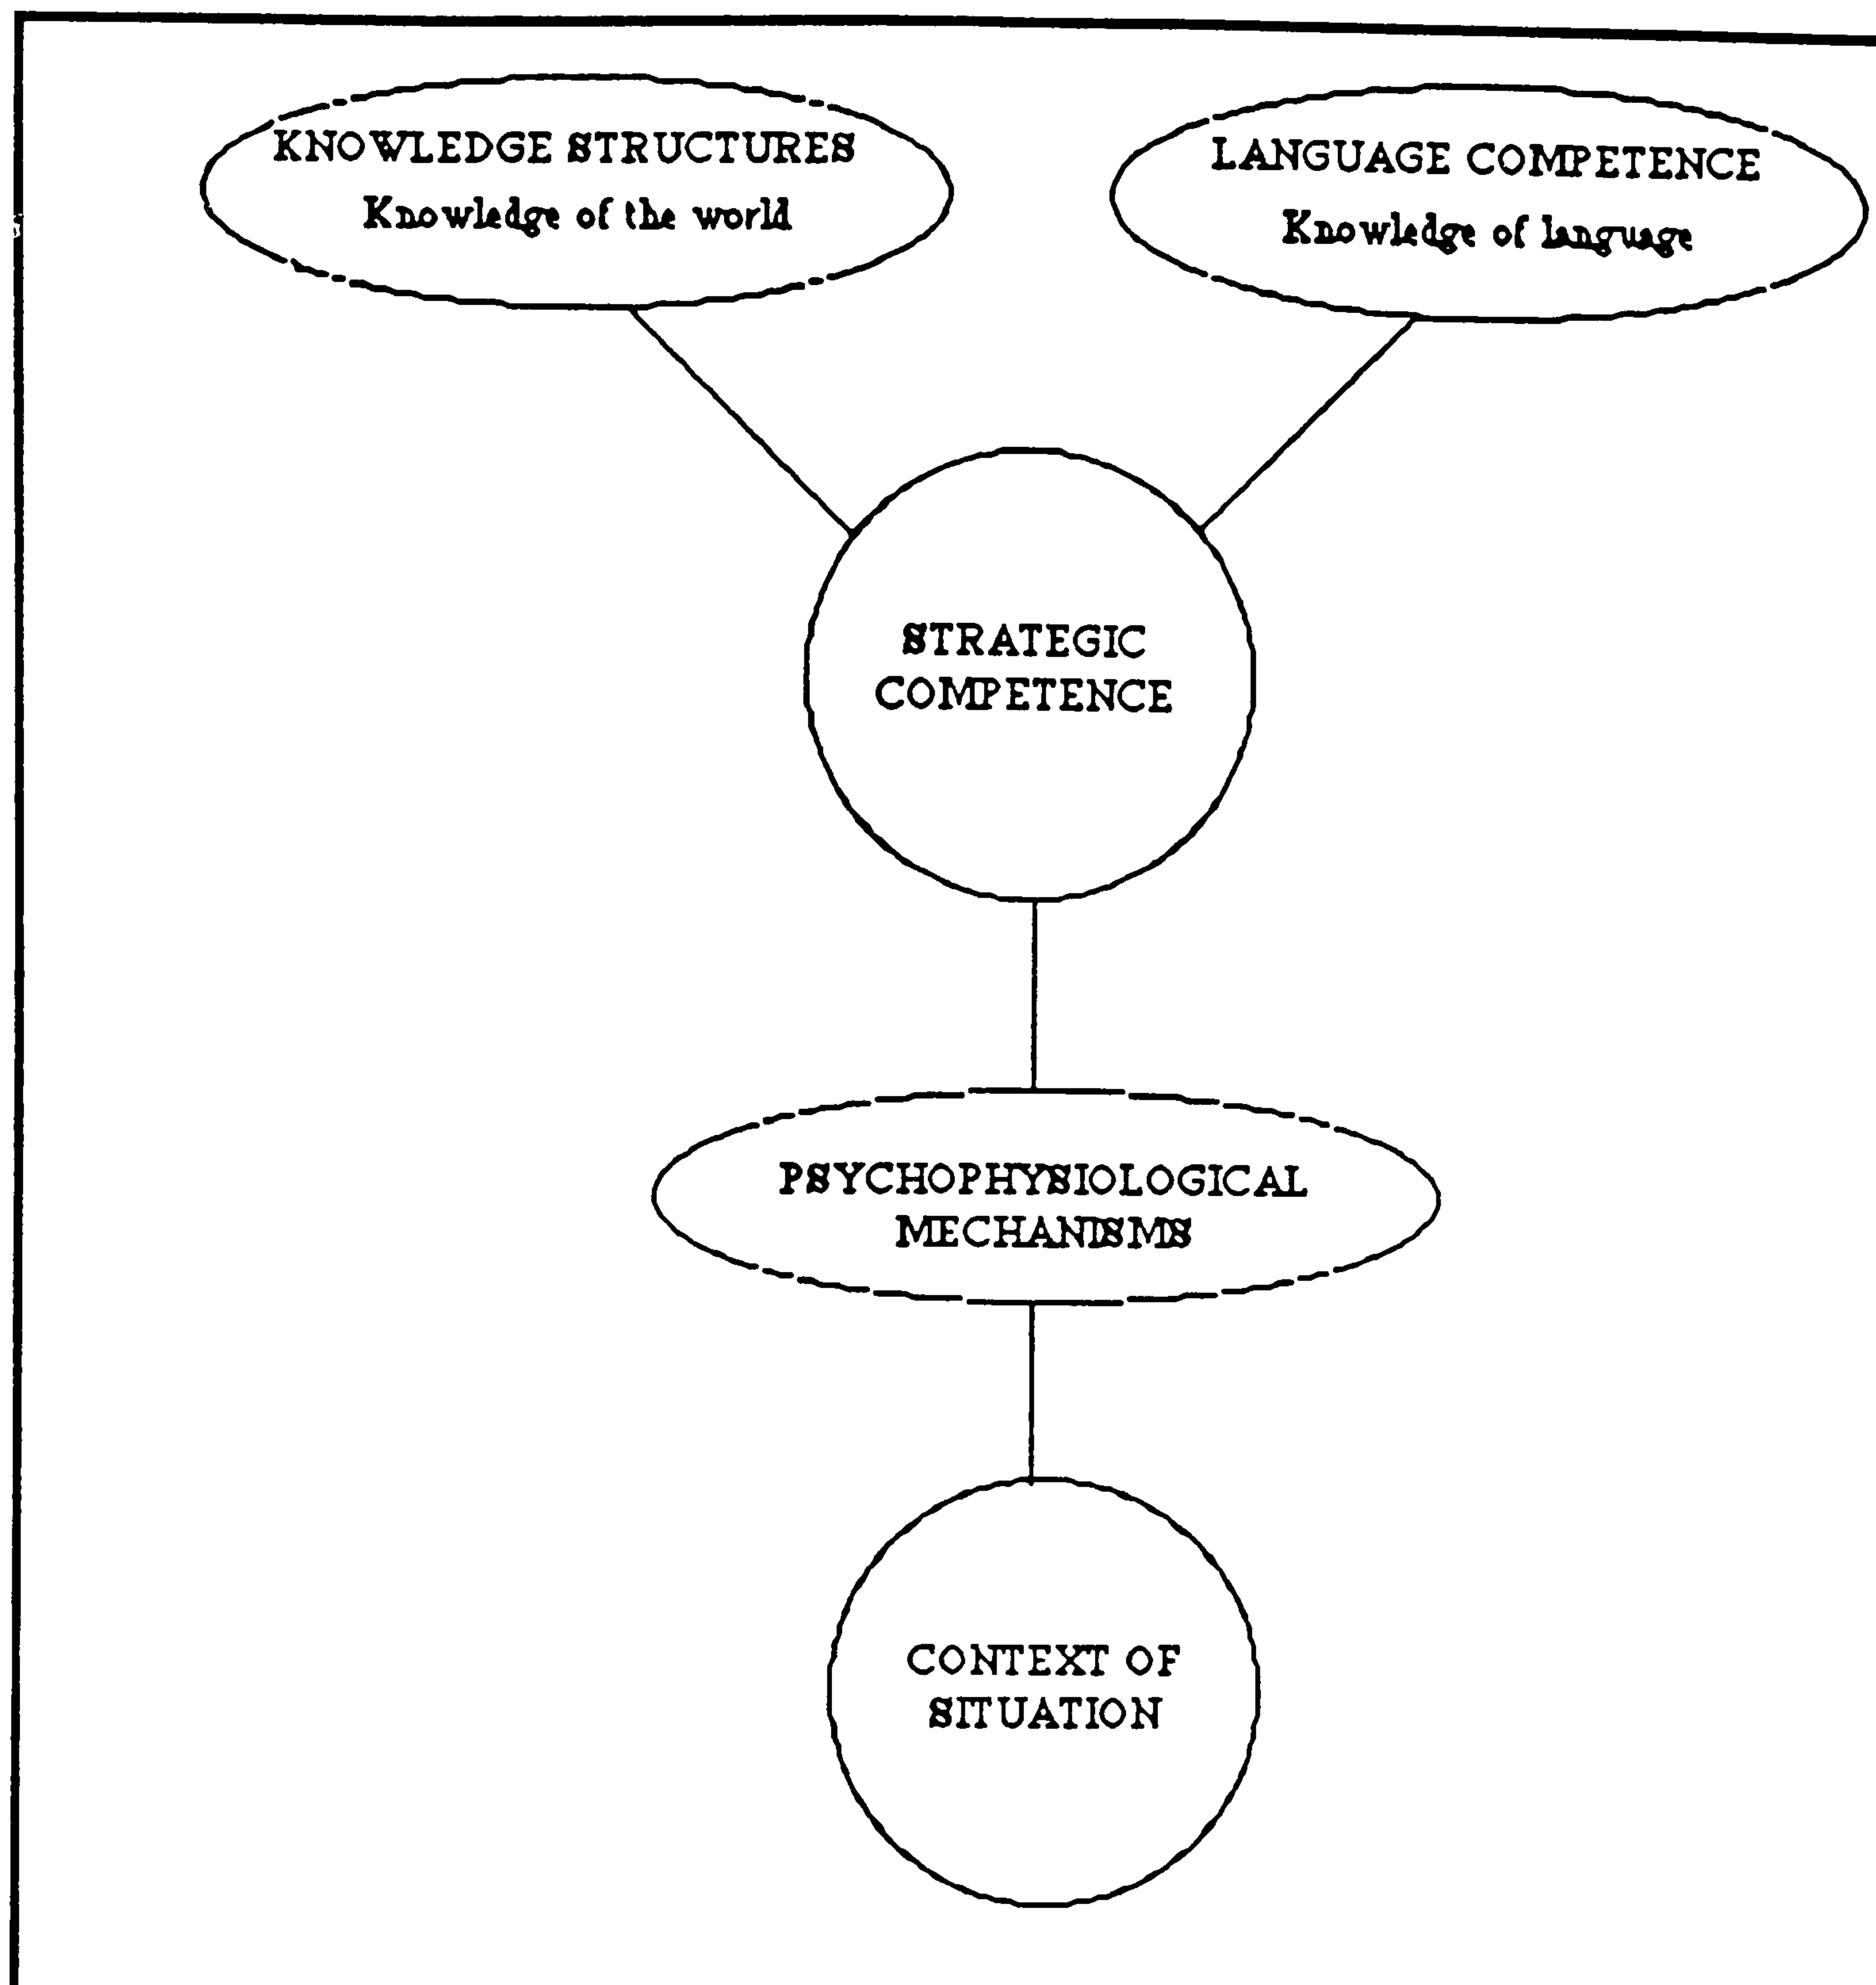 KNOWLEDGE STRUCTURES
Knowledge of the world
LANGUAGE COMPETENCE
Knowledge of language
STRATEGIC
COMPETENCE
PSYCHOPHYSIOLOGICAL
MECHANISMS
CONTEXT OF
SITUATION